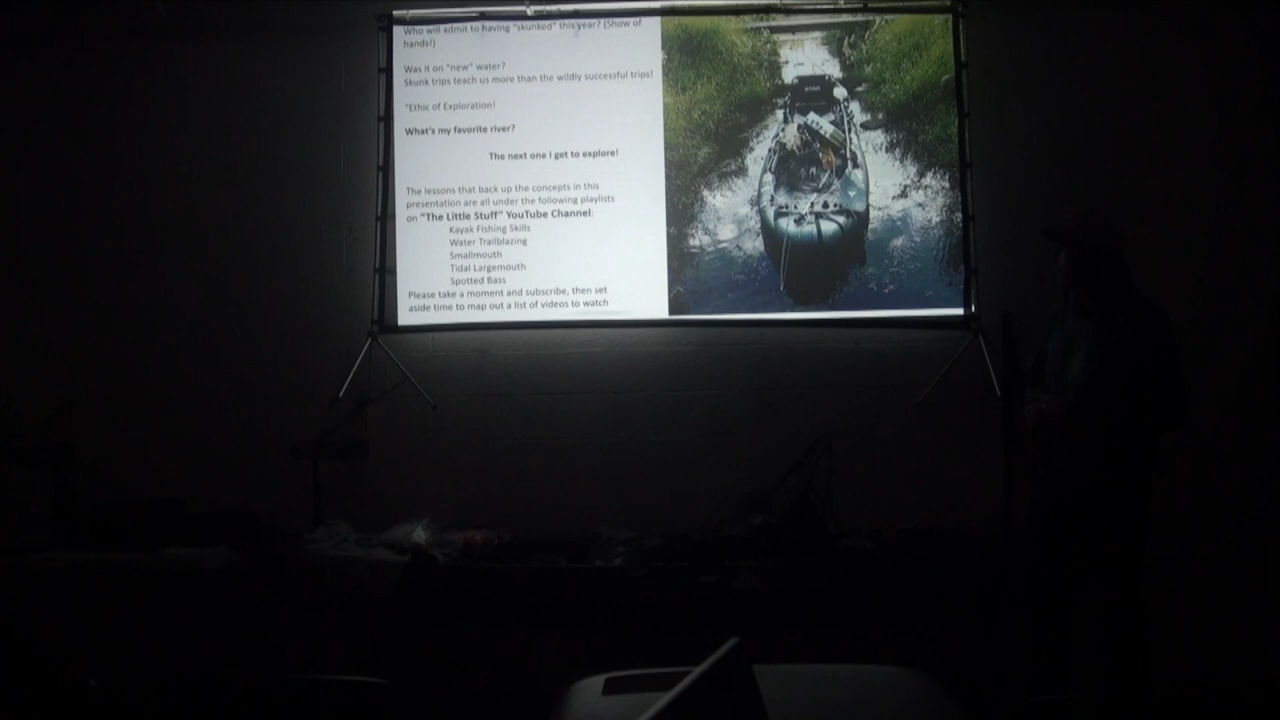 Who will admit to having "skunked" this year? (Show of
hands!)
Was it on "new" water?
Skunk trips teach us more than the wildly successful trips!
"Ethic of Exploration!
What's my favorite river?
The next one I get to explore!
The lessons that back up the concepts in this
presentation are all under the following playlists
on "The Little Stuff" YouTube Channel:
Kayak Fishing Skills
Water Trailblazing
Smallmouth
Tidal Largemouth
Spotted Bass
Please take a moment and subscribe, then set
aside time to map out a list of videos to watch